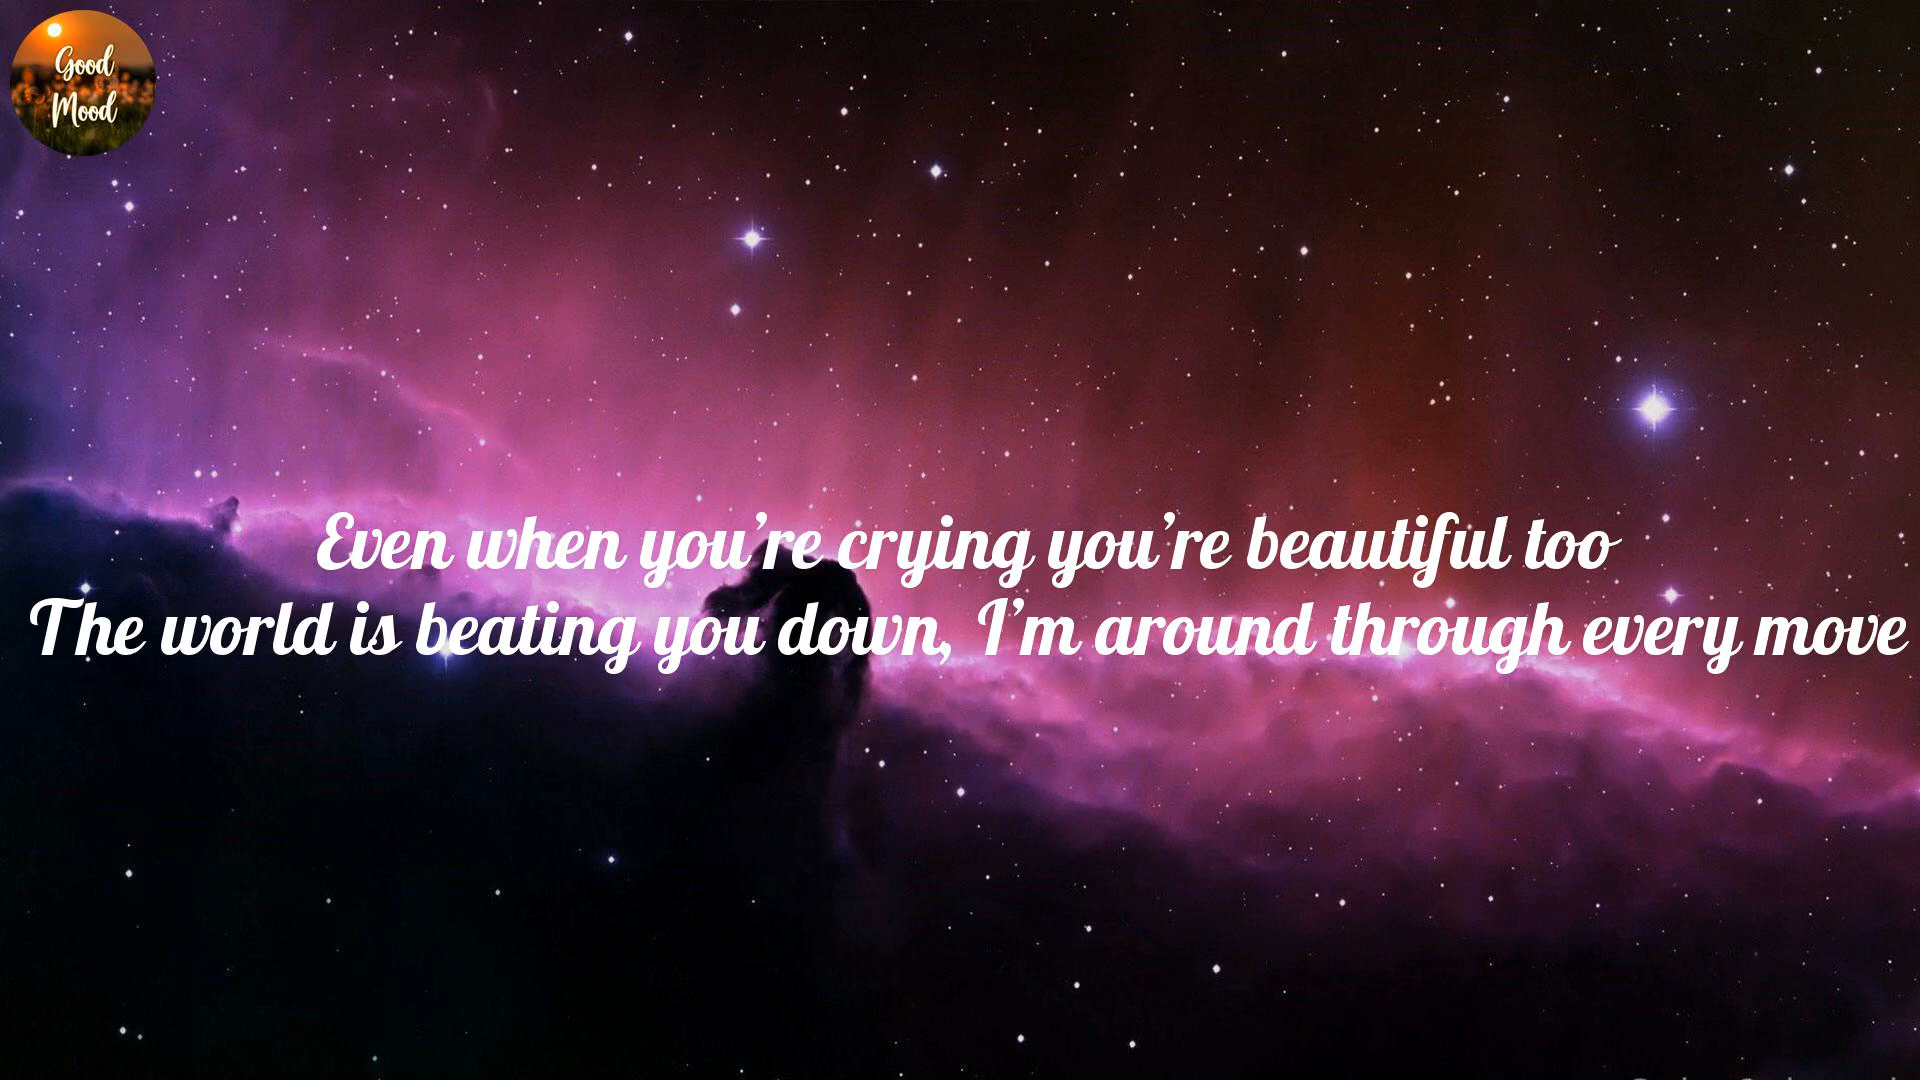 Good
Mood
Even when you're crying you're beautiful too
The world is beating you down, I'm around through every move